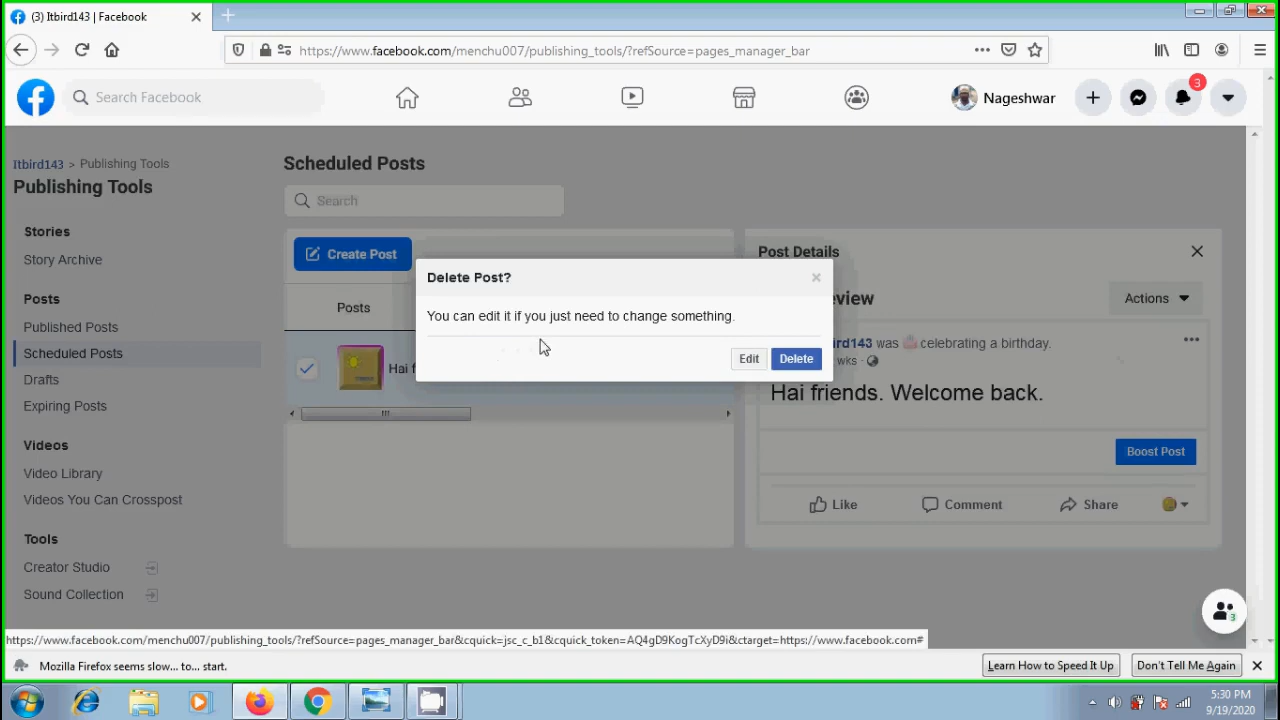 (3) Itbird143 | Facebook
https://www.facebook.com/menchu007/publishing_tools/?refSource=pages_manager_bar
Search Facebook
Nageshwar
3
Itbird143 > Publishing Tools
Publishing Tools
Stories
Story Archive
Posts
Published Posts
Scheduled Posts
Drafts
Expiring Posts
Videos
Video Library
Videos You Can Crosspost
Tools
Creator Studio
Sound Collection
Scheduled Posts
Search
Create Post
Posts
Hai f
Delete Post?
You can edit it if you just need to change something.
Edit
Delete
Post Details
eview
Actions
ird143 was celebrating a birthday.
wks
Hai friends. Welcome back.
Boost Post
Like
Comment
Share
3
https://www.facebook.com/menchu007/publishing_tools/?refSource=pages_manager_bar&cquick=jsc_c_b1&cquick_token=AQ4gD9KogTcXyD9i&ctarget=https://www.facebook.com#
Mozilla Firefox seems slow... to... start.
Learn How to Speed It Up
Don't Tell Me Again
5:30 PM
9/19/2020